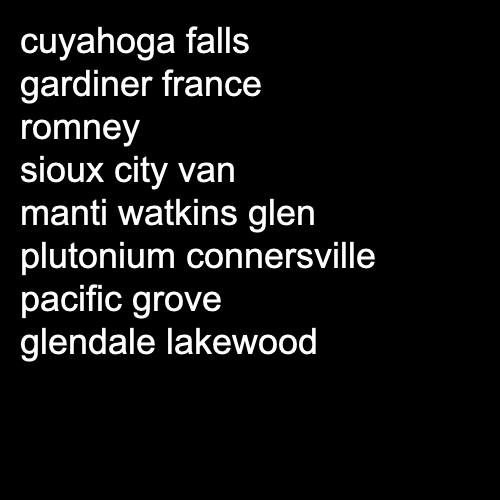 cuyahoga falls
gardiner france
romney
sioux city van
manti watkins glen
plutonium connersville
pacific grove
glendale lakewood